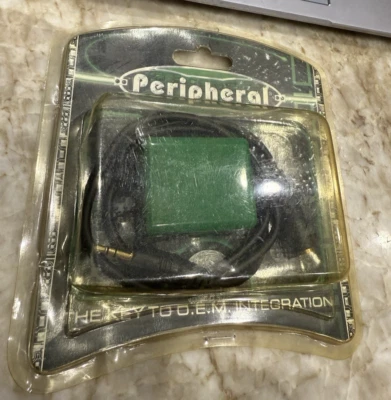 Peripheral
THE KEY TO O.E.M. INTEGRATION